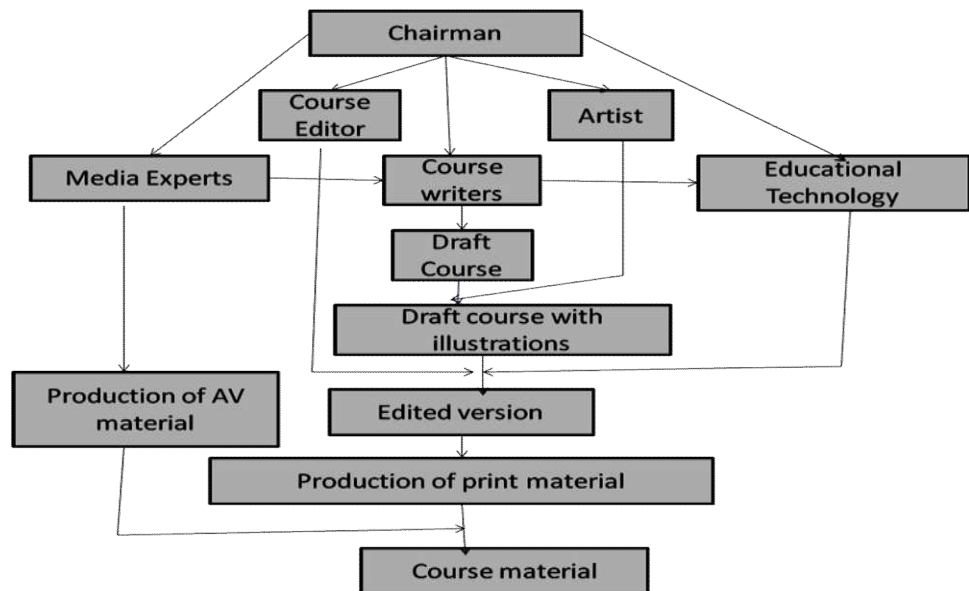 Chairman
Course
Editor
Artist
Media Experts
Course
writers
Educational
Technology
Draft
Course
Draft course with
illustrations
Production of AV
material
Edited version
Production of print material
Course material